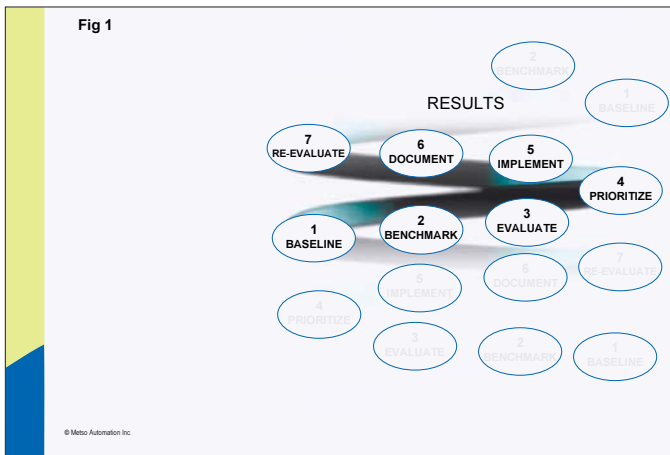 Fig 1
2
BENCHMARK
1
BASELINE
RESULTS
7
RE-EVALUATE
6
DOCUMENT
5
IMPLEMENT
4
PRIORITIZE
1
BASELINE
2
BENCHMARK
3
EVALUATE
7
RE-EVALUATE
6
DOCUMENT
5
IMPLEMENT
4
PRIORITIZE
3
EVALUATE
2
BENCHMARK
1
BASELINE
© Metso Automation Inc.